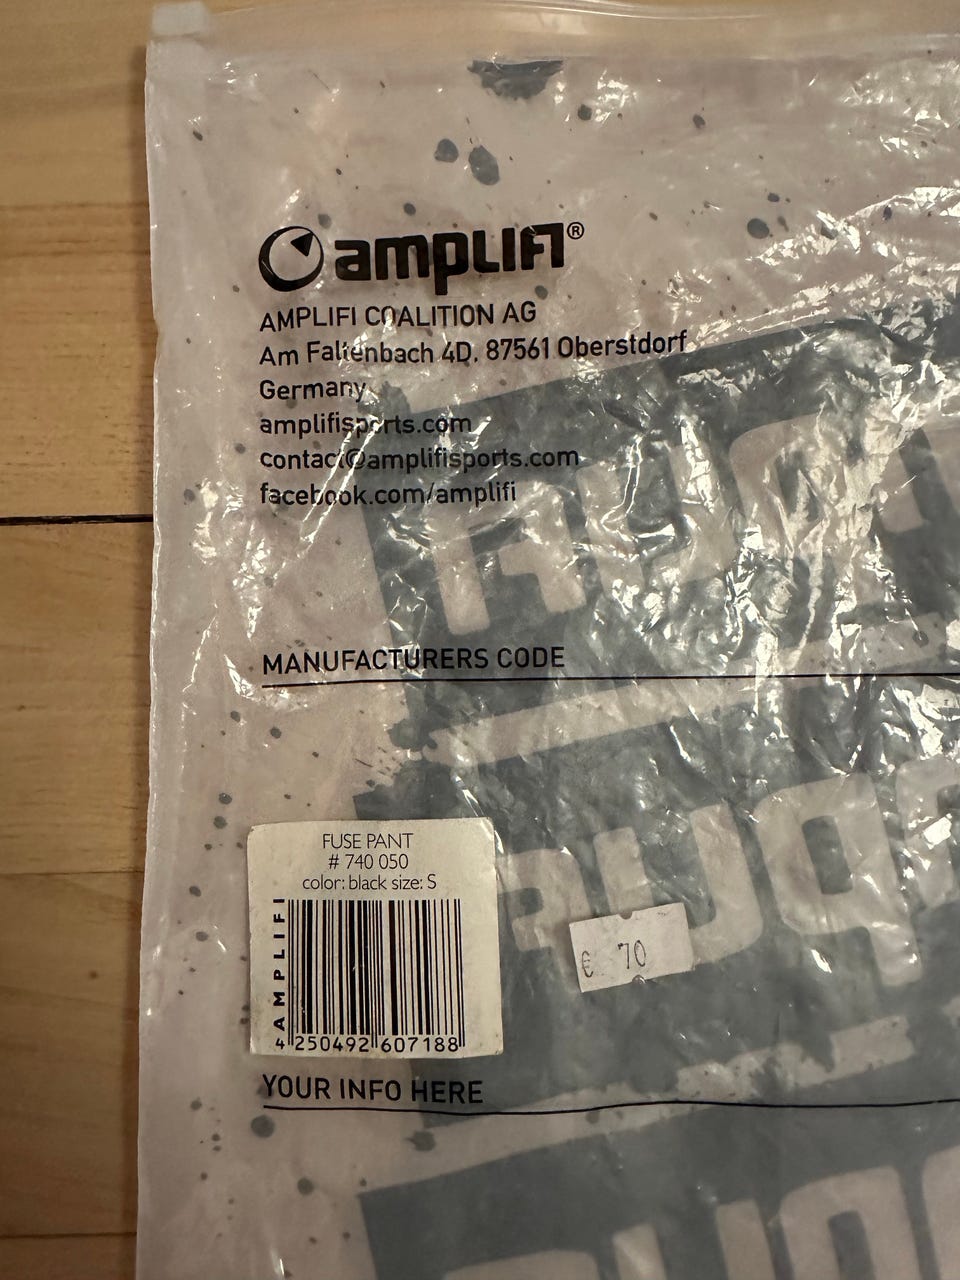 amplifi®
AMPLIFI COALITION AG
Am Faltenbach 4D, 87561 Oberstdorf
Germany
amplifisports.com
contact@amplifisports.com
facebook.com/amplifi
MANUFACTURERS CODE
FUSE PANT
# 740 050
color: black size: S
AMPLIFI
4 250492 607188
€ 70
YOUR INFO HERE